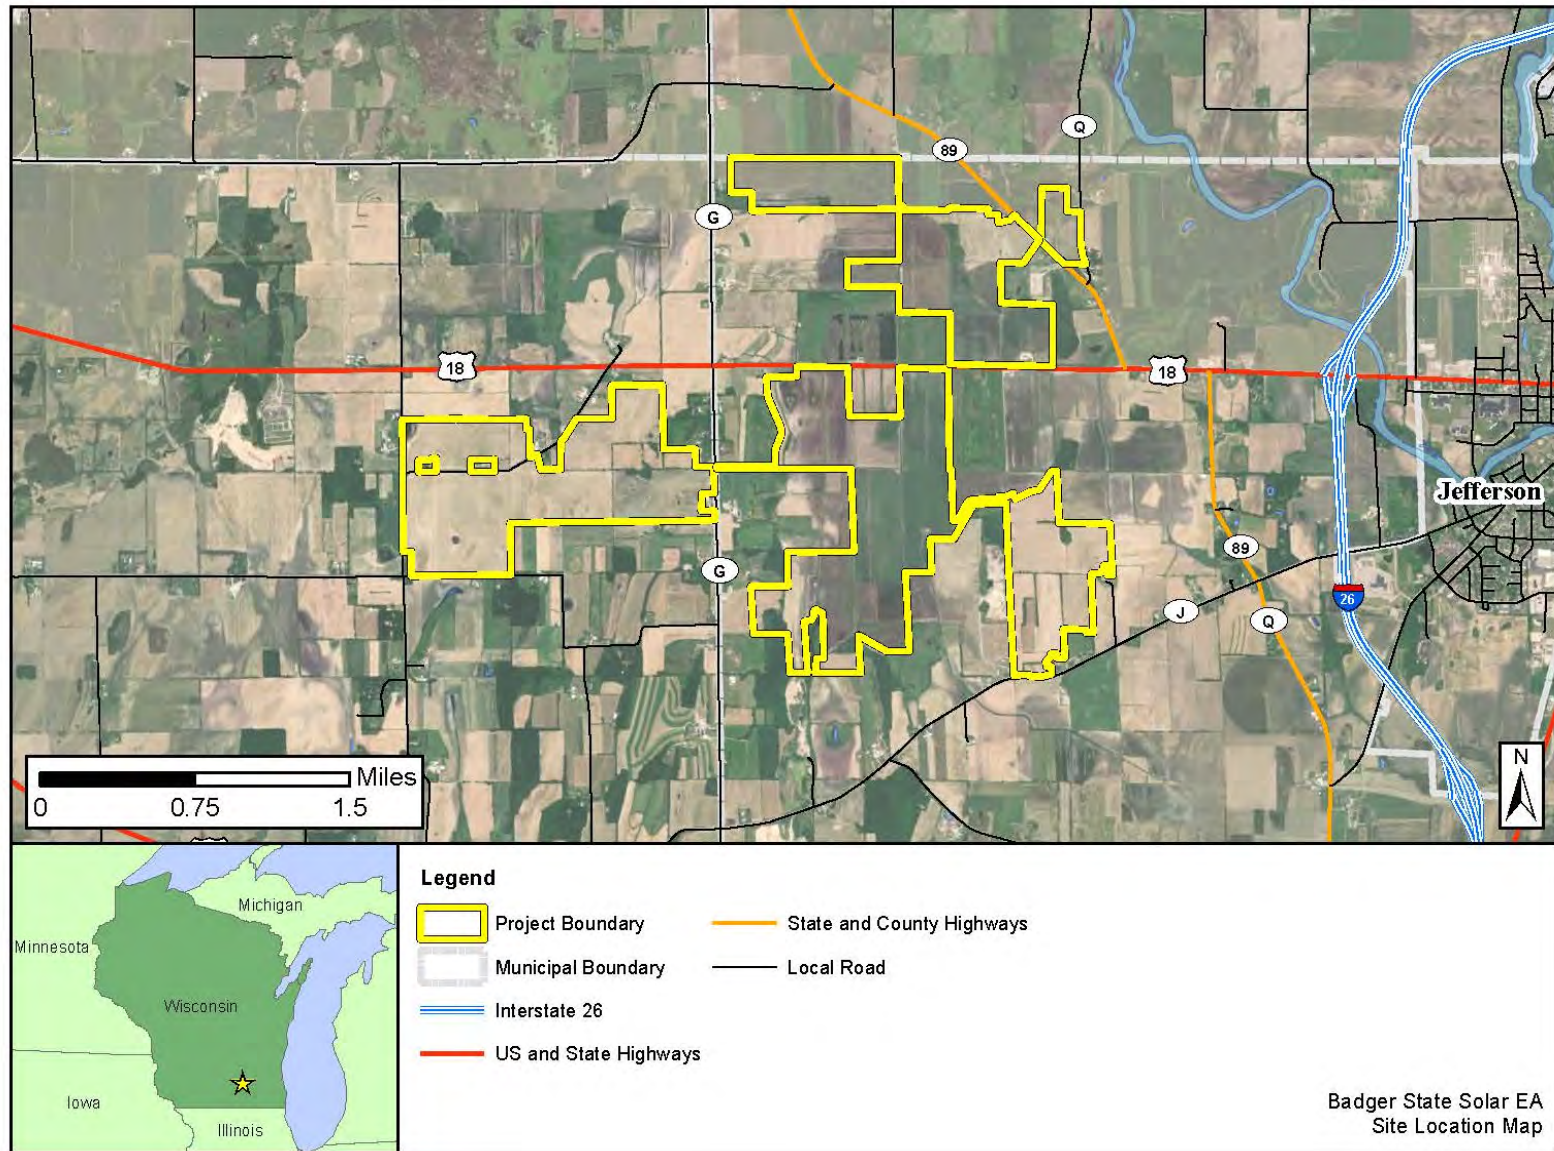 Q
89
G
18
18
Jefferson
89
G
26
J
Q
N
Miles
0 0.75 1.5
Legend
Project Boundary
State and County Highways
Municipal Boundary
Local Road
Interstate 26
US and State Highways
Michigan
Minnesota
Wisconsin
Iowa
Illinois
Badger State Solar EA
Site Location Map